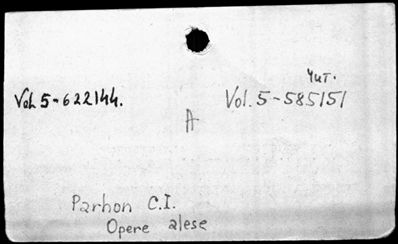 Чит.
Vol. 5-622144.
Vol. 5-585151
A
Parhon C.I.
Opere alese